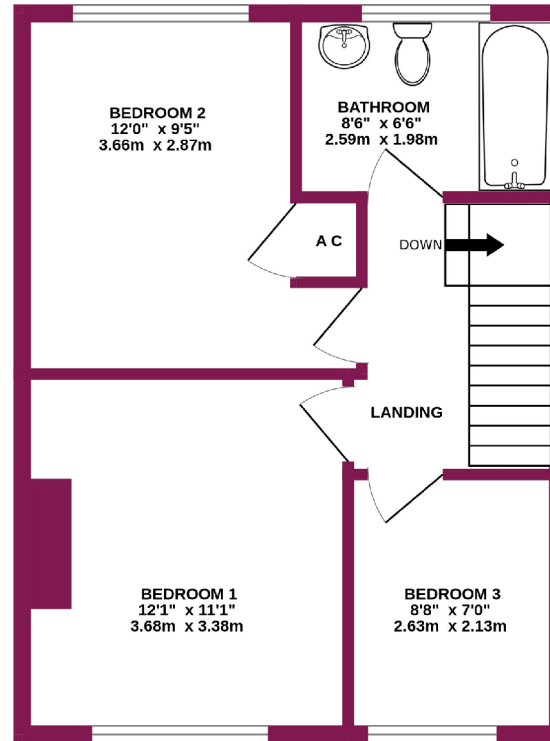 BEDROOM 2
12'0" x 9'5"
3.66m x 2.87m
BATHROOM
8'6" x 6'6"
2.59m x 1.98m
A C
DOWN
LANDING
BEDROOM 1
12'1" x 11'1"
3.68m x 3.38m
BEDROOM 3
8'8" x 7'0"
2.63m x 2.13m